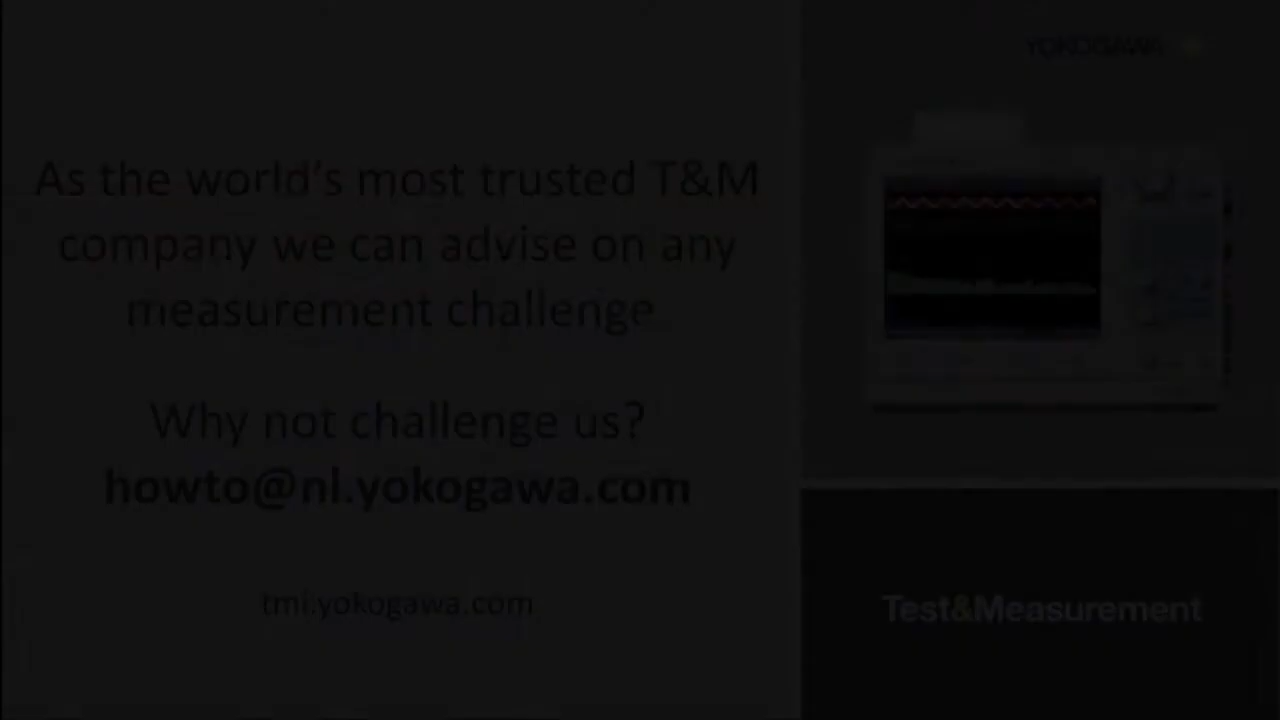 YOKOGAWA
As the world's most trusted T&M
company we can advise on any
measurement challenge
Why not challenge us?
howto@nl.yokogawa.com
tmi.yokogawa.com
Test&Measurement